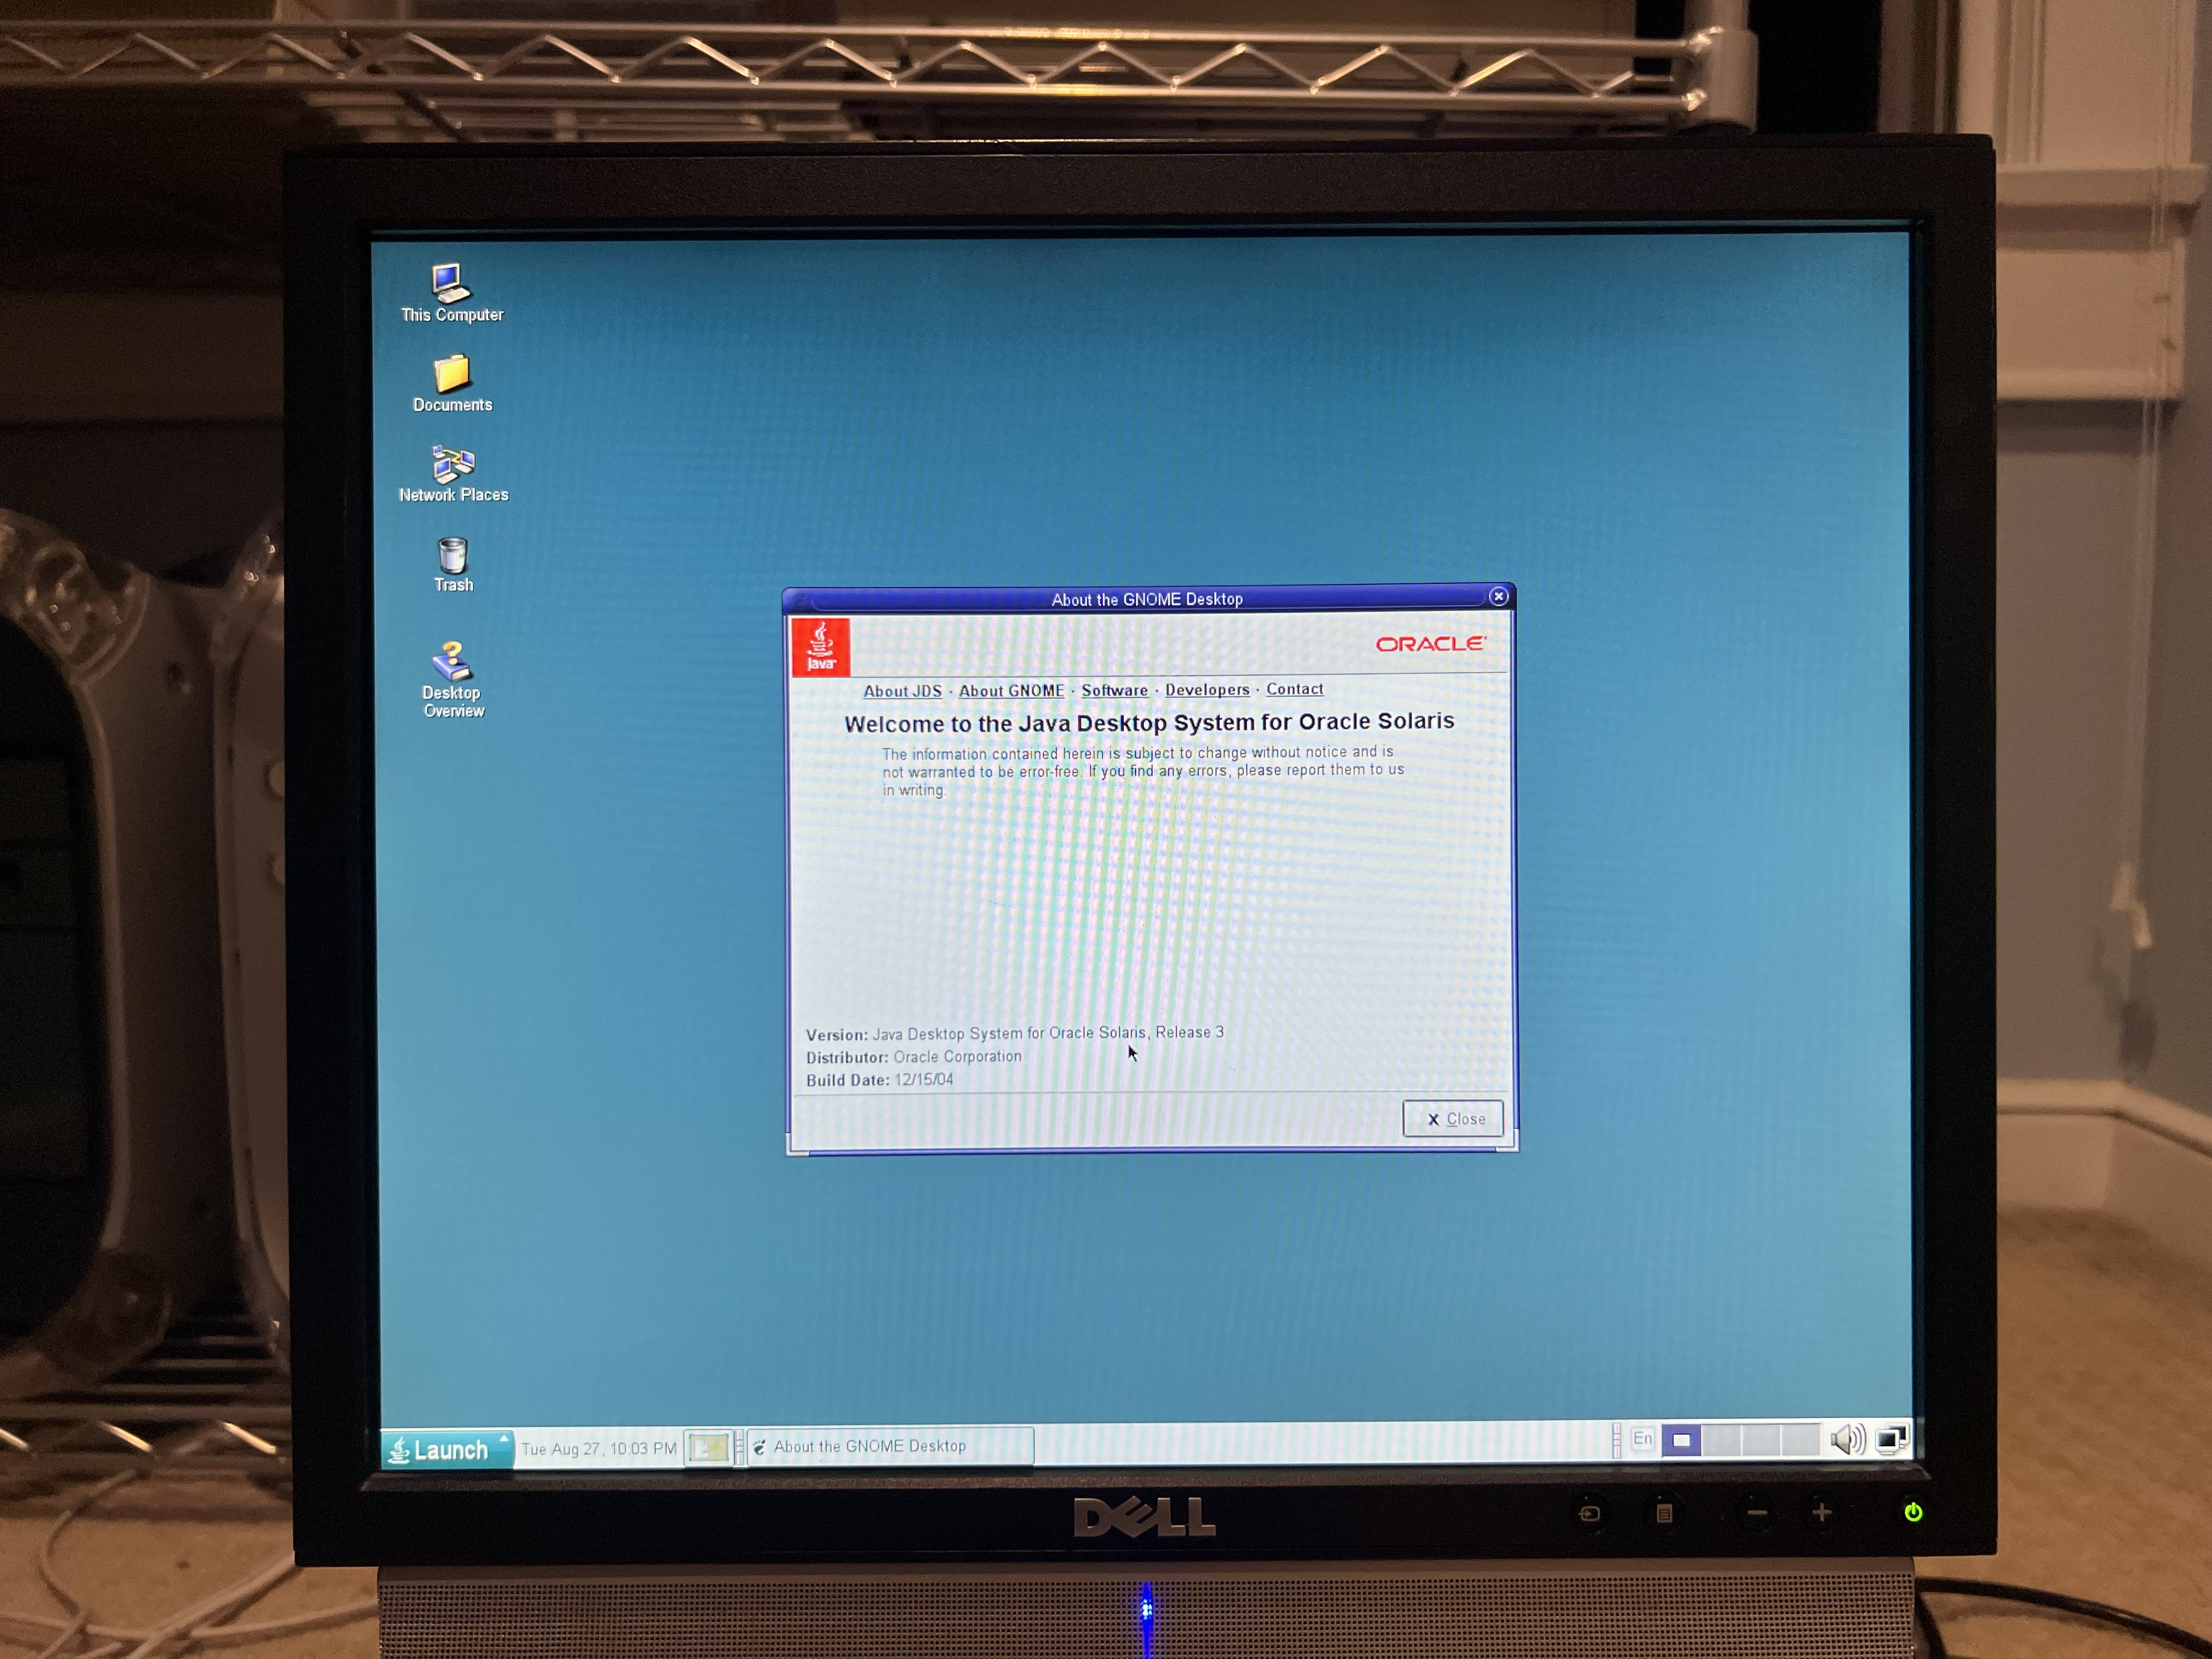 This Computer
Documents
Network Places
Trash
Desktop
Overview
About the GNOME Desktop
Java
ORACLE
About JDS · About GNOME · Software · Developers · Contact
Welcome to the Java Desktop System for Oracle Solaris
The information contained herein is subject to change without notice and is
not warranted to be error-free. If you find any errors, please report them to us
in writing.
Version: Java Desktop System for Oracle Solaris, Release 3
Distributor: Oracle Corporation
Build Date: 12/15/04
Close
Launch Tue Aug 27, 10:03 PM About the GNOME Desktop En
DELL